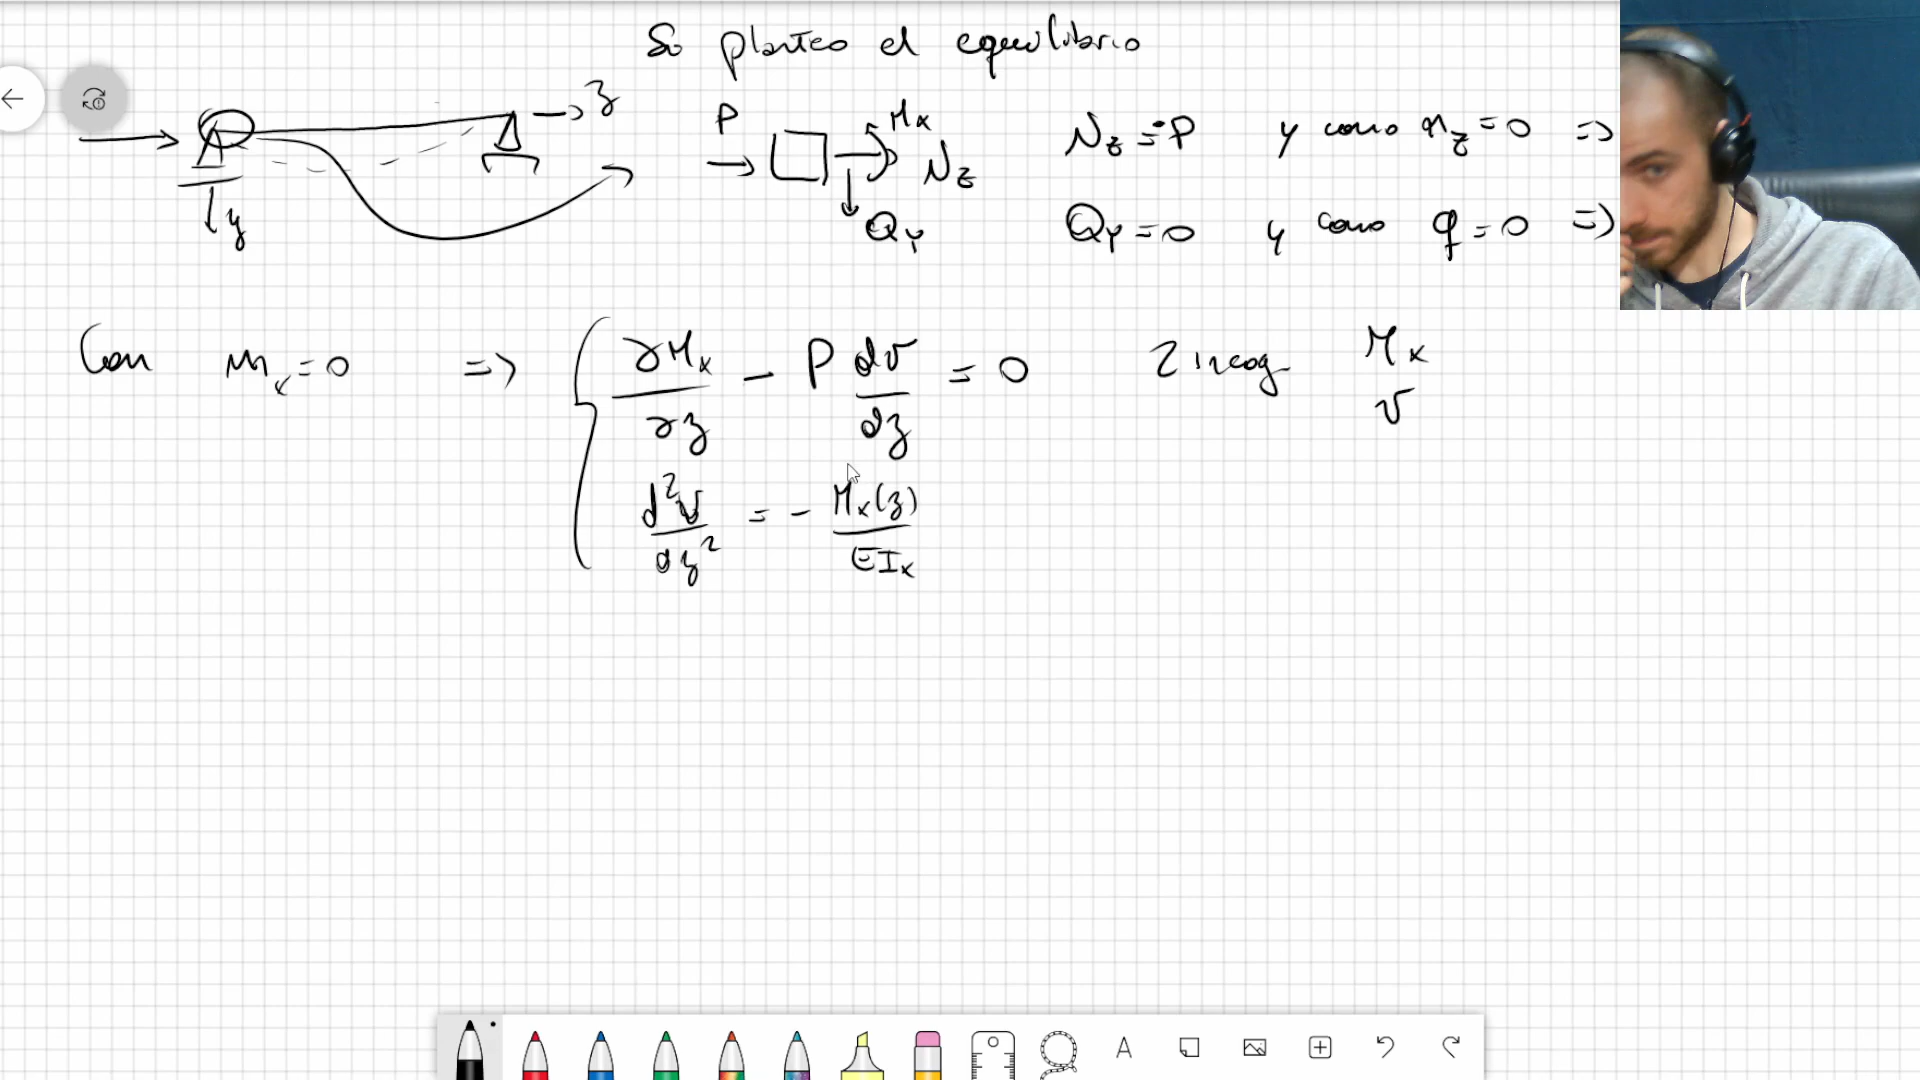 Si planteo el equilibrio
→ z
y
P
Mx
Nz
Qy
Nz = -P y como nz = 0 =>
Qy = 0 y como q = 0 =>
Con mx = 0 => { ∂Mx/∂z - P dv/dz = 0
2 incog Mx
v
d²v/dz² = - Mx(z)/EIx
A